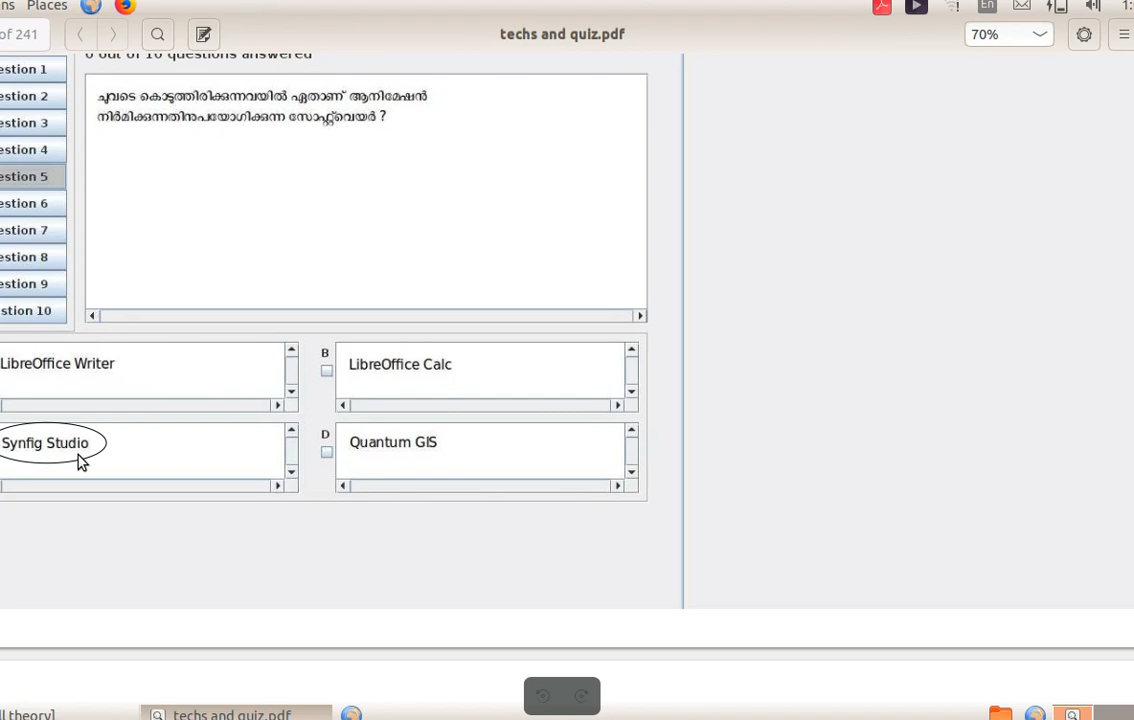 Places
En
of 241
techs and quiz.pdf
70%
out of 10 questions answered
estion 1
estion 2
estion 3
estion 4
estion 5
estion 6
estion 7
estion 8
estion 9
stion 10
ചുവടെ കൊടുത്തിരിക്കുന്നവയിൽ ഏതാണ് ആനിമേഷൻ
നിർമിക്കുന്നതിനുപയോഗിക്കുന്ന സോഫ്റ്റ്‌വെയർ ?
LibreOffice Writer
B
LibreOffice Calc
Synfig Studio
D
Quantum GIS
ll theory]
techs and quiz.pdf